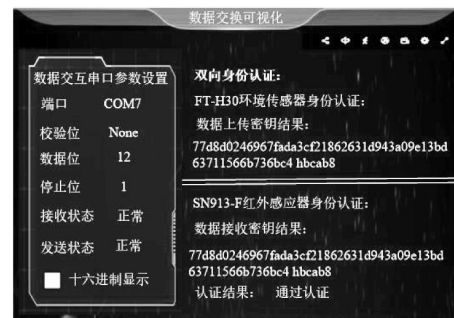 数据交换可视化
数据交互串口参数设置
端口 COM7
校验位 None
数据位 12
停止位 1
接收状态 正常
发送状态 正常
十六进制显示
双向身份认证:
FT-H30环境传感器身份认证:
数据上传密钥结果:
77d8d0246967fada3cf21862631d943a09e13bd
63711566b736bc4 hbcab8
SN913-F红外感应器身份认证:
数据接收密钥结果:
77d8d0246967fada3cf21862631d943a09e13bd
63711566b736bc4 hbcab8
认证结果: 通过认证